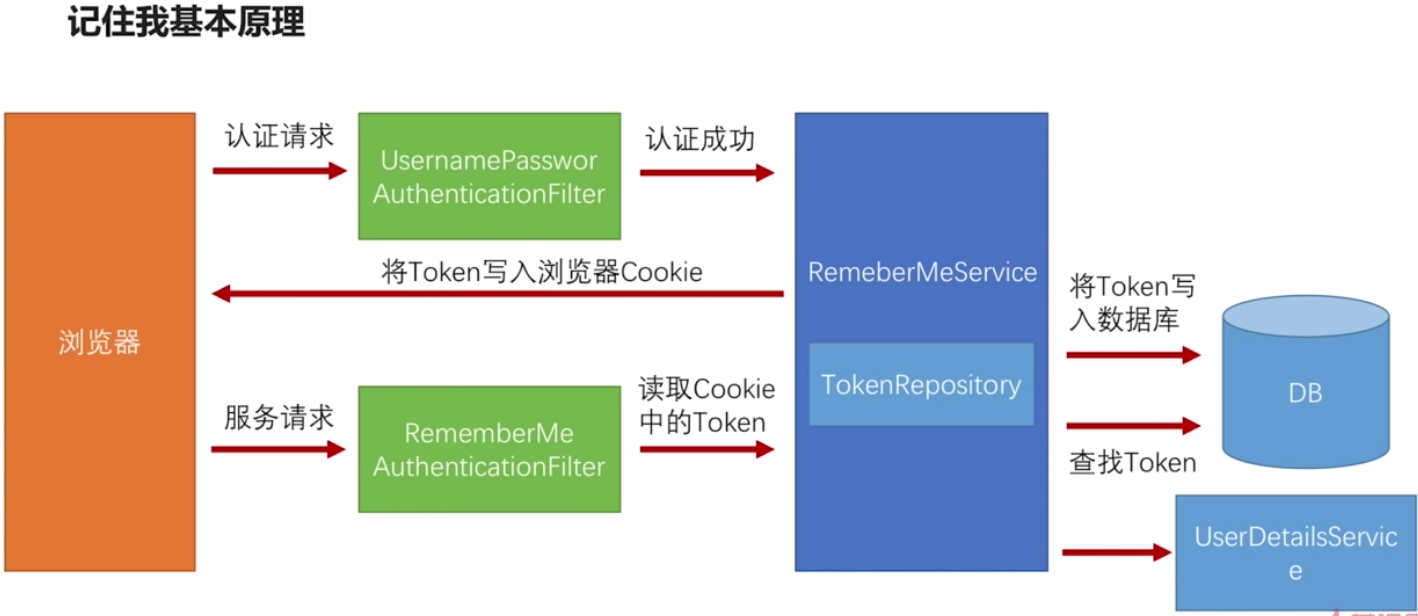 记住我基本原理
认证请求
UsernamePasswor
AuthenticationFilter
认证成功
将Token写入浏览器Cookie
RemeberMeService
将Token写
入数据库
浏览器
TokenRepository
DB
服务请求
RememberMe
AuthenticationFilter
读取Cookie
中的Token
查找Token
UserDetailsServic
e